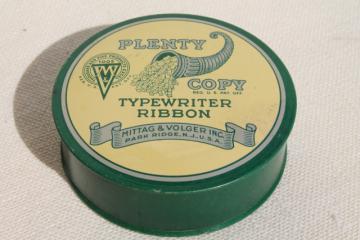 PLENTY
COPY
REG. U.S. PAT. OFF.
TYPEWRITER
RIBBON
MITTAG & VOLGER INC.
PARK RIDGE, N.J., U.S.A.